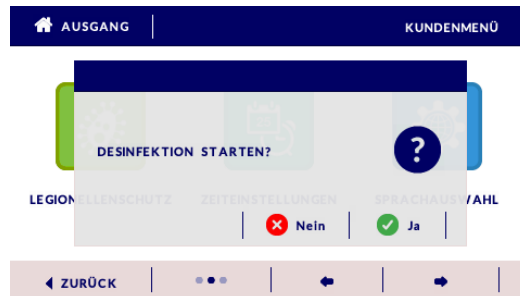 AUSGANG KUNDENMENÜ
DESINFEKTION STARTEN? ?
LEGIONELLENSCHUTZ ZEITEINSTELLUNGEN SPRACHAUSWAHL
Nein Ja
ZURÜCK